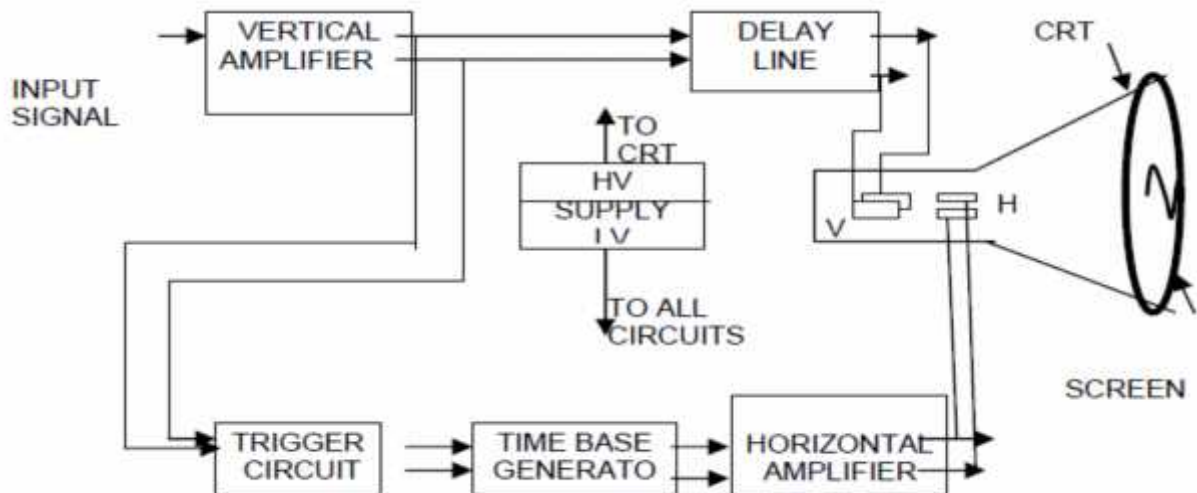 VERTICAL
AMPLIFIER
DELAY
LINE
CRT
INPUT
SIGNAL
TO
CRT
HV
SUPPLY
LV
V
H
TO ALL
CIRCUITS
SCREEN
TRIGGER
CIRCUIT
TIME BASE
GENERATO
HORIZONTAL
AMPLIFIER